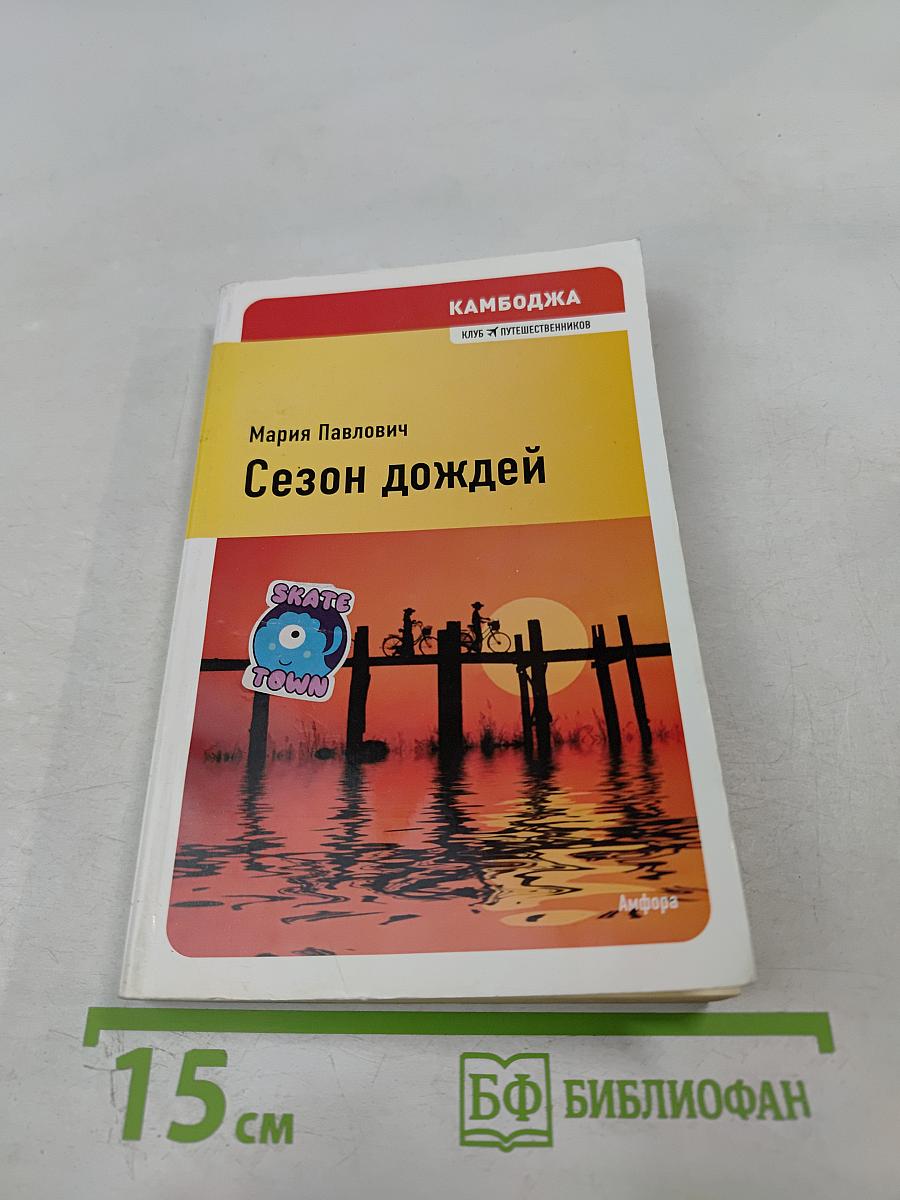 КАМБОДЖА
КЛУБ ПУТЕШЕСТВЕННИКОВ
Мария Павлович
Сезон дождей
SKATE
TOWN
Амфора
15 см
БФ БИБЛИОФАН